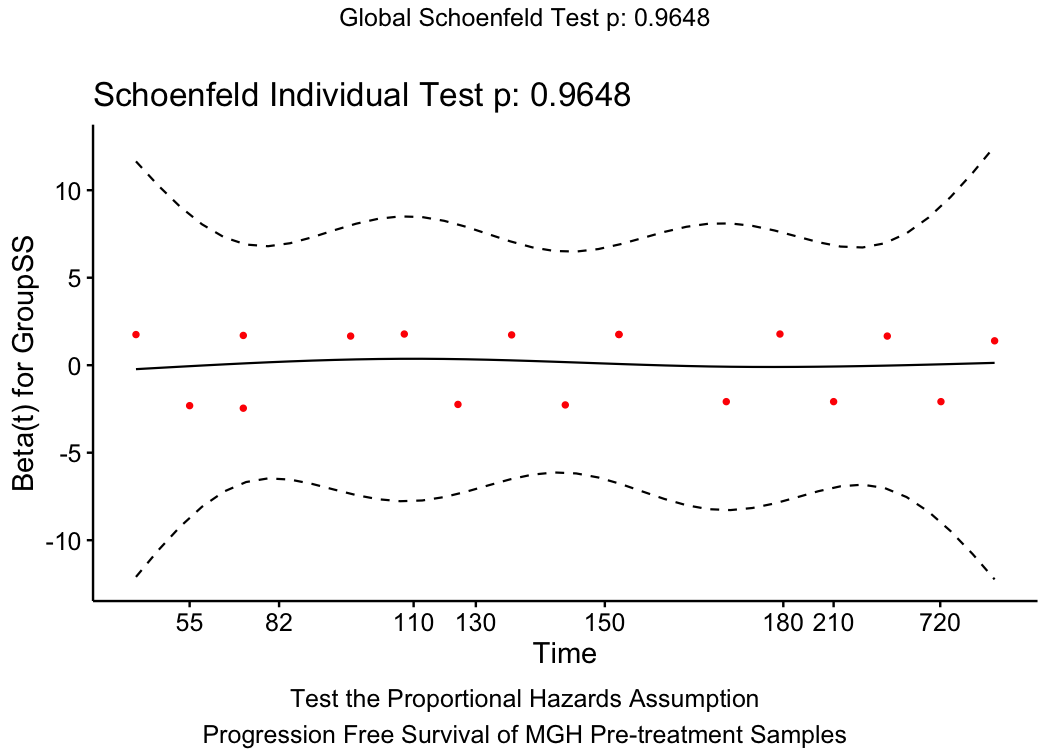 Global Schoenfeld Test p: 0.9648
Schoenfeld Individual Test p: 0.9648
Beta(t) for GroupSS
10
5
0
-5
-10
55 82 110 130 150 180 210 720
Time
Test the Proportional Hazards Assumption
Progression Free Survival of MGH Pre-treatment Samples